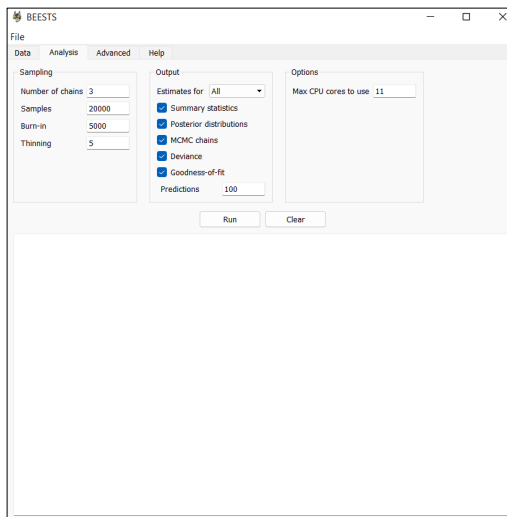 BEESTS
File
Data Analysis Advanced Help
Sampling
Number of chains 3
Samples 20000
Burn-in 5000
Thinning 5
Output
Estimates for All
Summary statistics
Posterior distributions
MCMC chains
Deviance
Goodness-of-fit
Predictions 100
Options
Max CPU cores to use 11
Run Clear